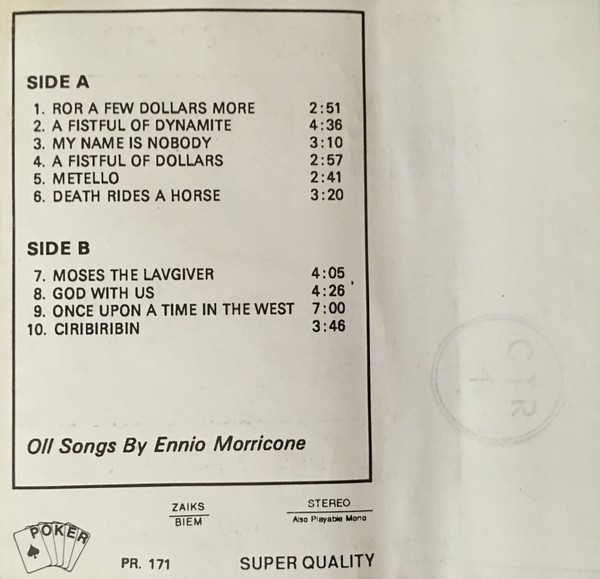 SIDE A
1. ROR A FEW DOLLARS MORE 2:51
2. A FISTFUL OF DYNAMITE 4:36
3. MY NAME IS NOBODY 3:10
4. A FISTFUL OF DOLLARS 2:57
5. METELLO 2:41
6. DEATH RIDES A HORSE 3:20
SIDE B
7. MOSES THE LAVGIVER 4:05
8. GOD WITH US 4:26
9. ONCE UPON A TIME IN THE WEST 7:00
10. CIRIBIRIBIN 3:46
Oll Songs By Ennio Morricone
POKER
PR. 171
ZAIKS
BIEM
STEREO
Also Playable Mono
SUPER QUALITY
CTR
1